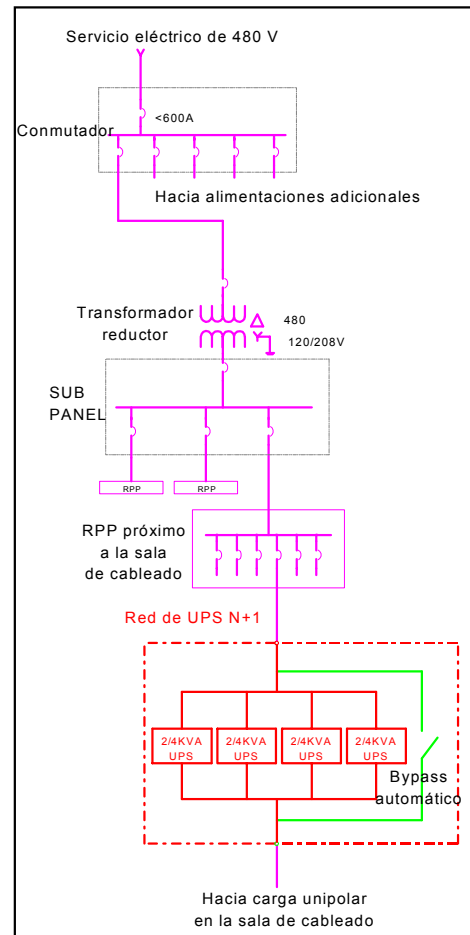 Servicio eléctrico de 480 V
<600A
Conmutador
Hacia alimentaciones adicionales
Transformador
reductor
480
120/208V
SUB
PANEL
RPP
RPP
RPP próximo
a la sala
de cableado
Red de UPS N+1
2/4KVA
UPS
2/4KVA
UPS
2/4KVA
UPS
2/4KVA
UPS
Bypass
automático
Hacia carga unipolar
en la sala de cableado